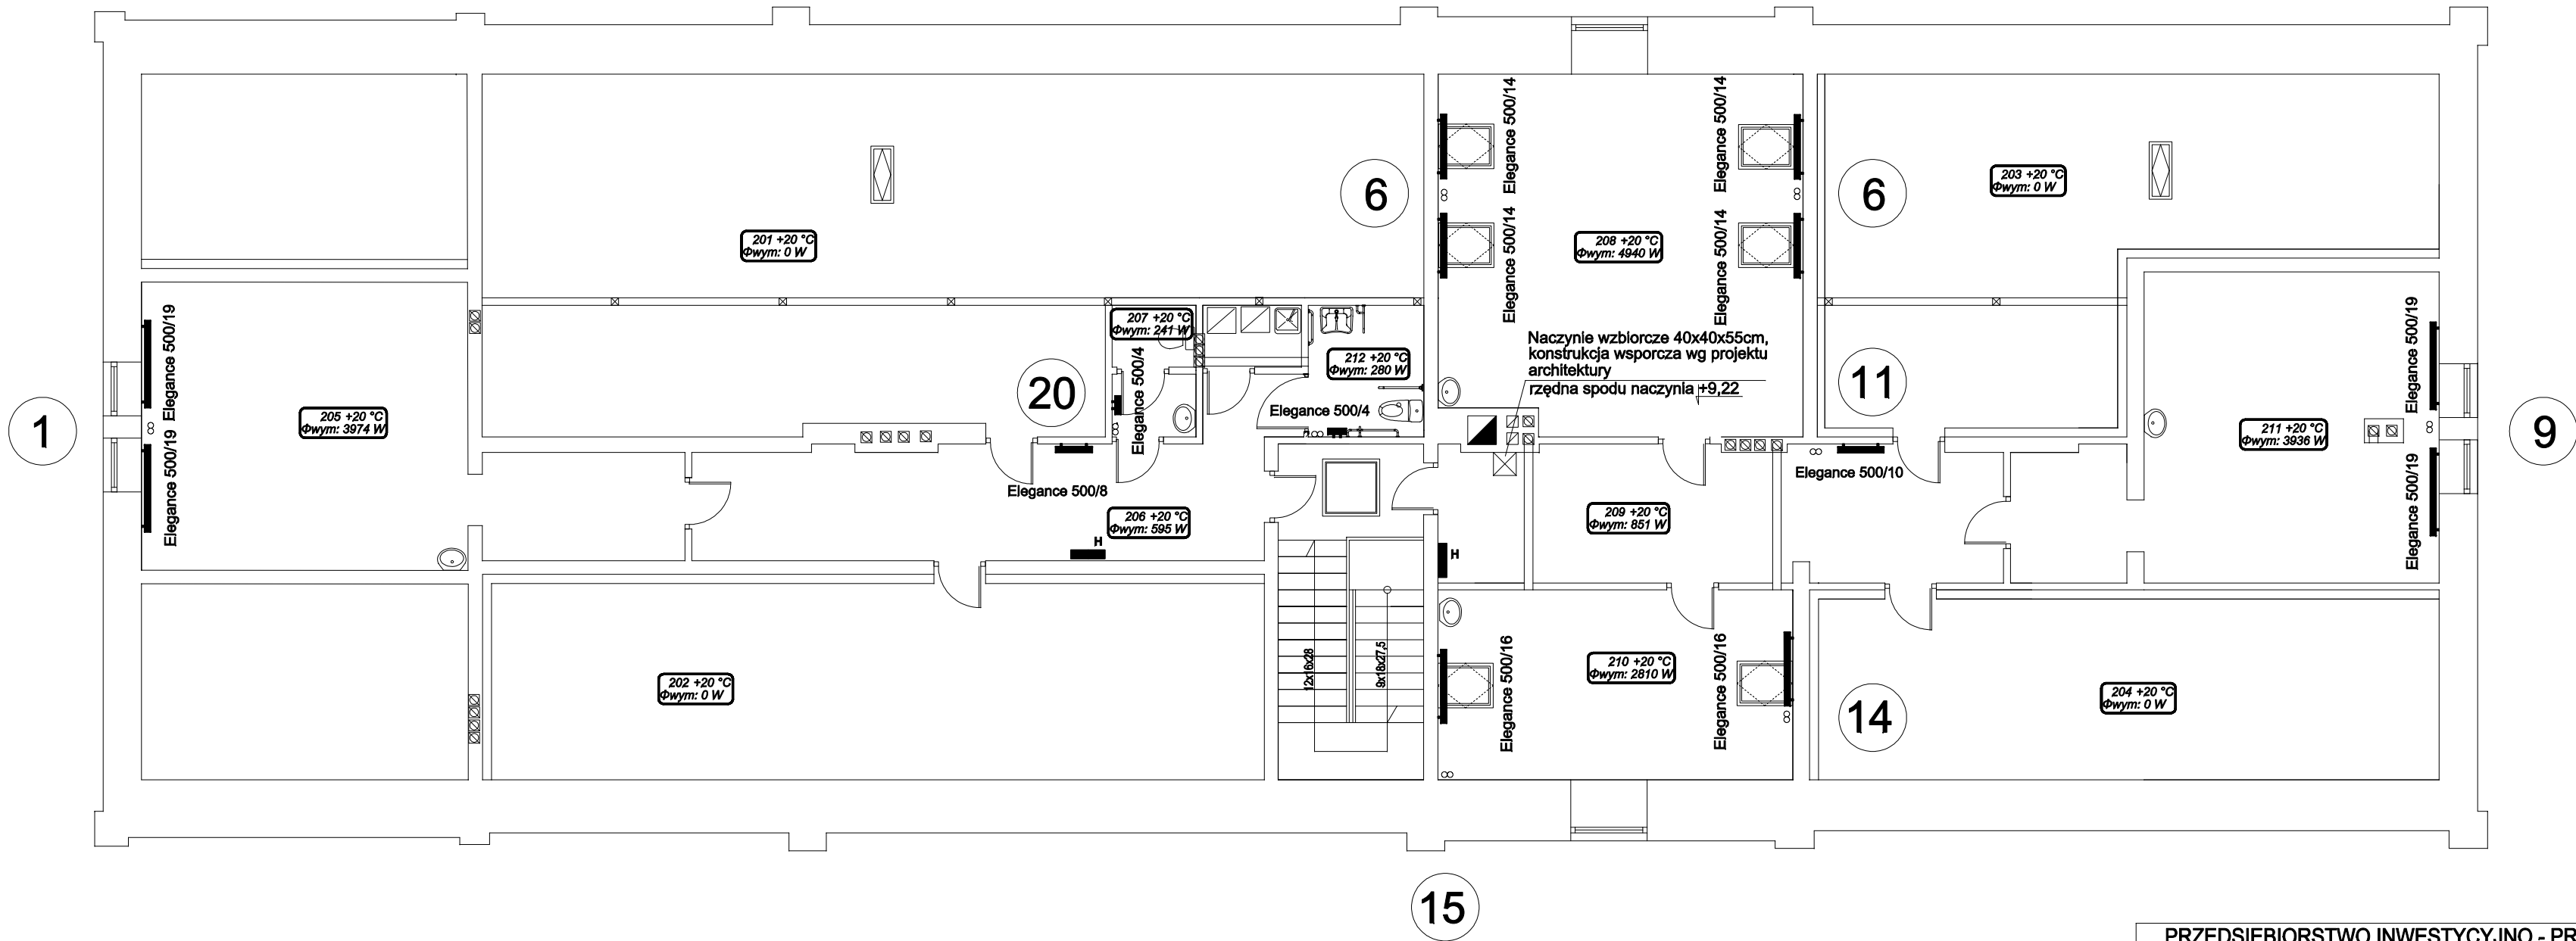 Elegance 500/14
Elegance 500/14
6
6
203 +20 °C
Φwym: 0 W
201 +20 °C
Φwym: 0 W
Elegance 500/14
208 +20 °C
Φwym: 4940 W
Elegance 500/14
Elegance 500/19
207 +20 °C
Φwym: 241 W
Elegance 500/19
Naczynie wzbiorcze 40x40x55cm,
konstrukcja wsporcza wg projektu
architektury
rzędna spodu naczynia +9,22
212 +20 °C
Φwym: 280 W
Elegance 500/4
20
11
Elegance 500/4
1
205 +20 °C
Φwym: 3974 W
211 +20 °C
Φwym: 3936 W
9
Elegance 500/19
Elegance 500/8
Elegance 500/10
Elegance 500/19
206 +20 °C
Φwym: 595 W
209 +20 °C
Φwym: 851 W
H
H
12x16x28
9x18x27,5
Elegance 500/16
210 +20 °C
Φwym: 2810 W
Elegance 500/16
202 +20 °C
Φwym: 0 W
14
204 +20 °C
Φwym: 0 W
15
PRZEDSIĘBIORSTWO INWESTYCYJNO - PR